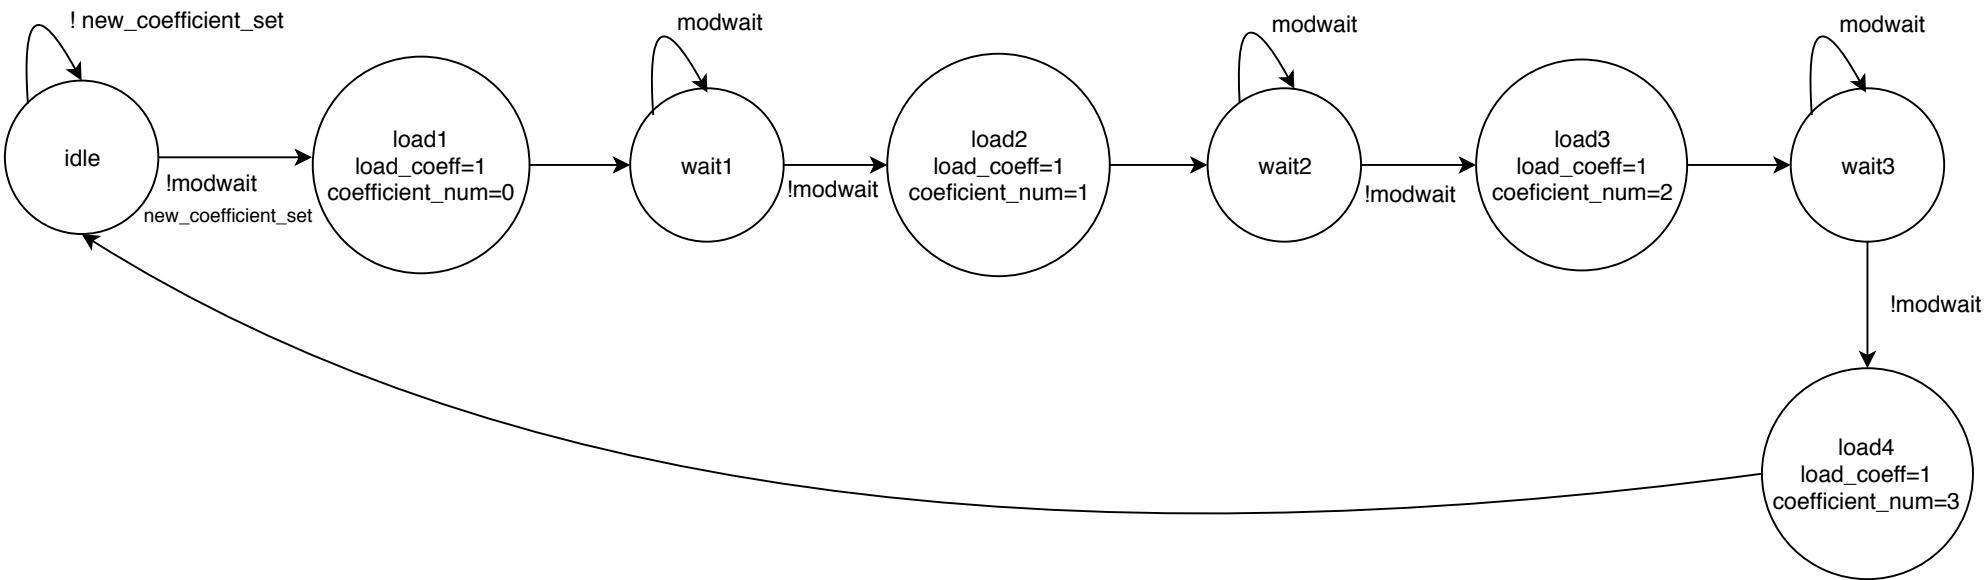 ! new_coefficient_set
modwait
modwait
modwait
idle
!modwait
new_coefficient_set
load1
load_coeff=1
coefficient_num=0
wait1
!modwait
load2
load_coeff=1
coeficient_num=1
wait2
!modwait
load3
load_coeff=1
coeficient_num=2
wait3
!modwait
load4
load_coeff=1
coefficient_num=3